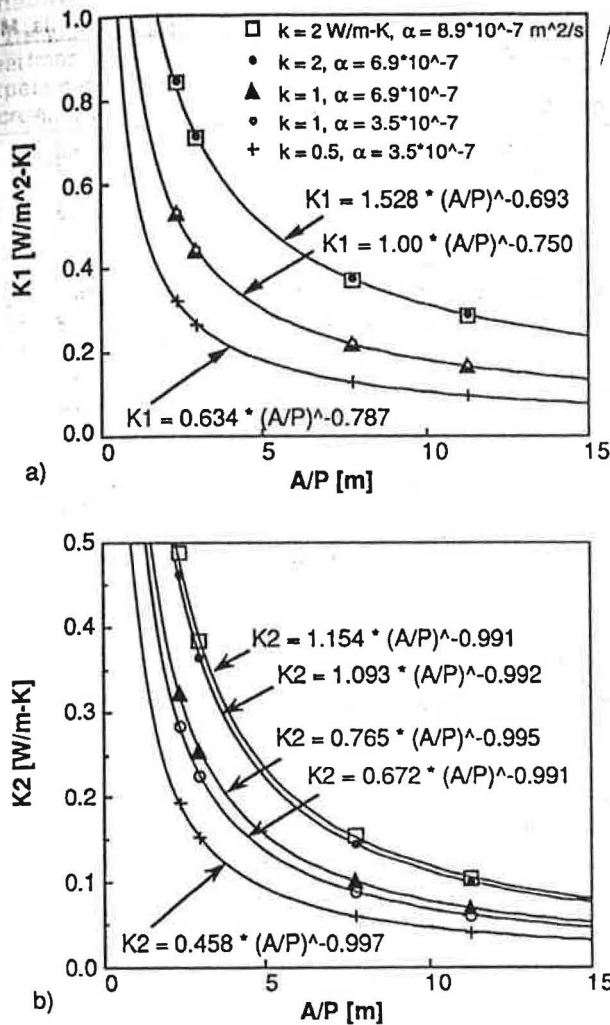 k = 2 W/m-K, α = 8.9*10^-7 m^2/s
k = 2, α = 6.9*10^-7
k = 1, α = 6.9*10^-7
k = 1, α = 3.5*10^-7
k = 0.5, α = 3.5*10^-7
K1 [W/m^2-K]
1.0
0.8
0.6
0.4
0.2
0.0
K1 = 1.528 * (A/P)^-0.693
K1 = 1.00 * (A/P)^-0.750
K1 = 0.634 * (A/P)^-0.787
0
5
10
15
A/P [m]
a)
K2 [W/m-K]
0.5
0.4
0.3
0.2
0.1
0.0
K2 = 1.154 * (A/P)^-0.991
K2 = 1.093 * (A/P)^-0.992
K2 = 0.765 * (A/P)^-0.995
K2 = 0.672 * (A/P)^-0.991
K2 = 0.458 * (A/P)^-0.997
0
5
10
15
A/P [m]
b)